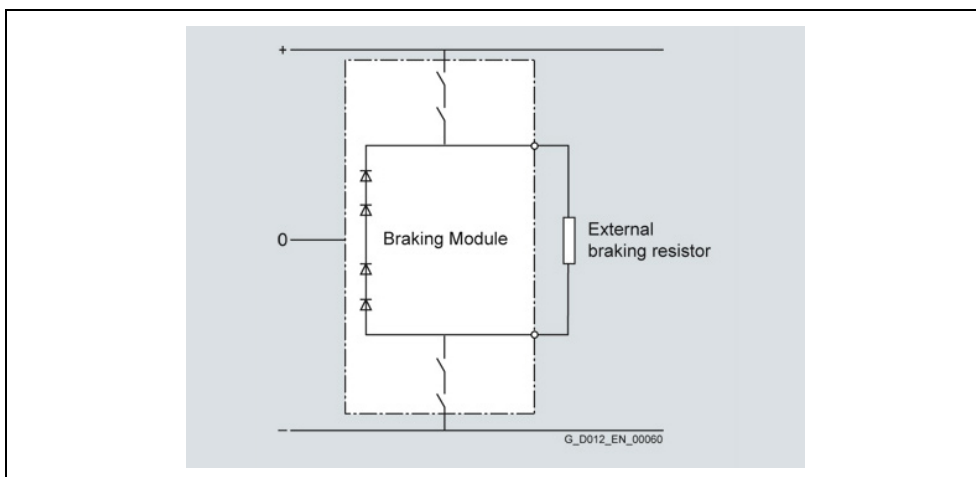 +
0
Braking Module
External
braking resistor
–
G_D012_EN_00060